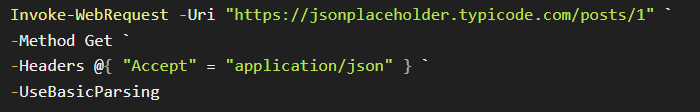 Invoke-WebRequest -Uri "https://jsonplaceholder.typicode.com/posts/1" `
-Method Get `
-Headers @{ "Accept" = "application/json" } `
-UseBasicParsing